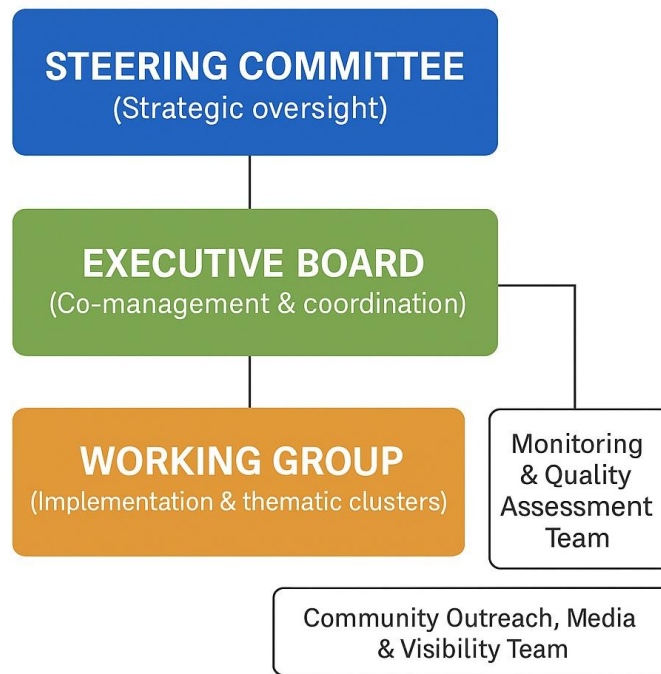 STEERING COMMITTEE
(Strategic oversight)
EXECUTIVE BOARD
(Co-management & coordination)
WORKING GROUP
(Implementation & thematic clusters)
Monitoring
& Quality
Assessment
Team
Community Outreach, Media
& Visibility Team